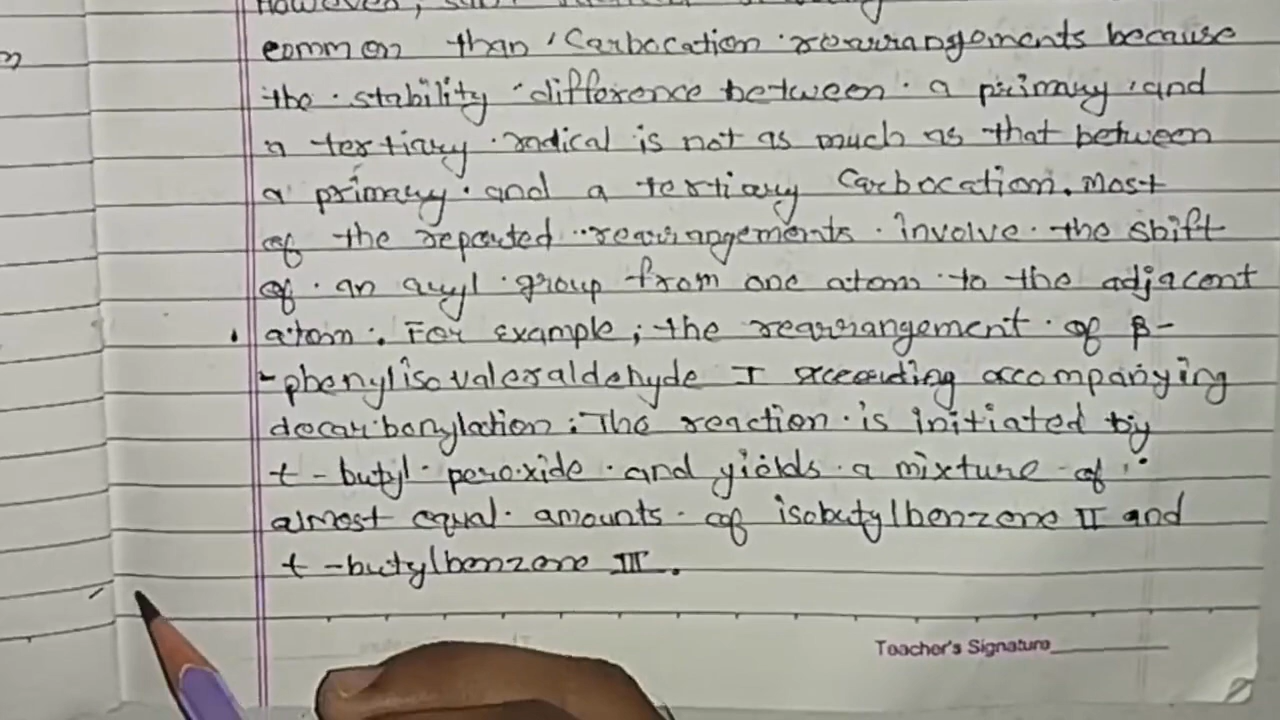 However, such
common than carbocation rearrangements because
the stability difference between a primary and
a tertiary radical is not as much as that between
a primary and a tertiary carbocation. Most
of the reported rearrangements involve the shift
of an aryl group from one atom to the adjacent
atom. For example, the rearrangement of β-
-phenylisovaleraldehyde I accompanying
decarbonylation. The reaction is initiated by
t-butyl peroxide and yields a mixture of
almost equal amounts of isobutylbenzene II and
t-butylbenzene III.
Teacher's Signature